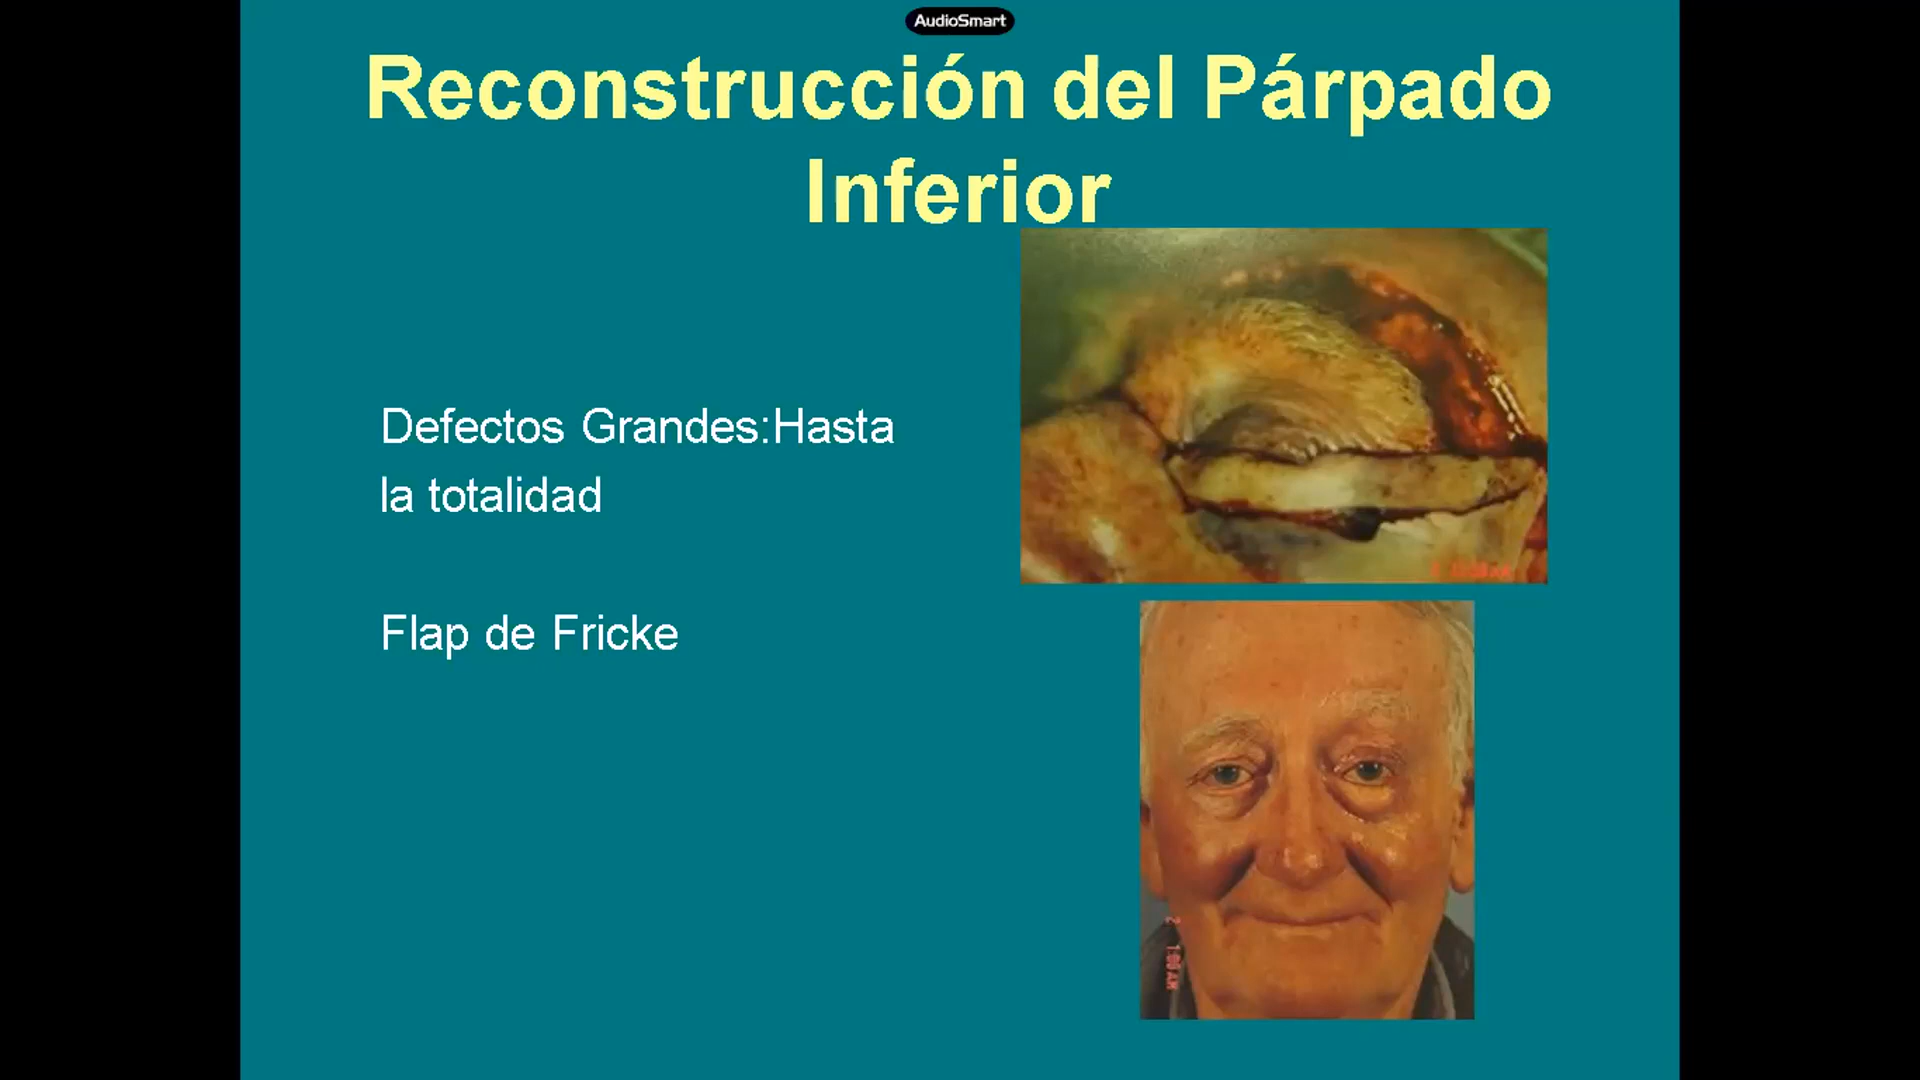 AudioSmart
Reconstrucción del Párpado
Inferior
Defectos Grandes:Hasta
la totalidad
Flap de Fricke